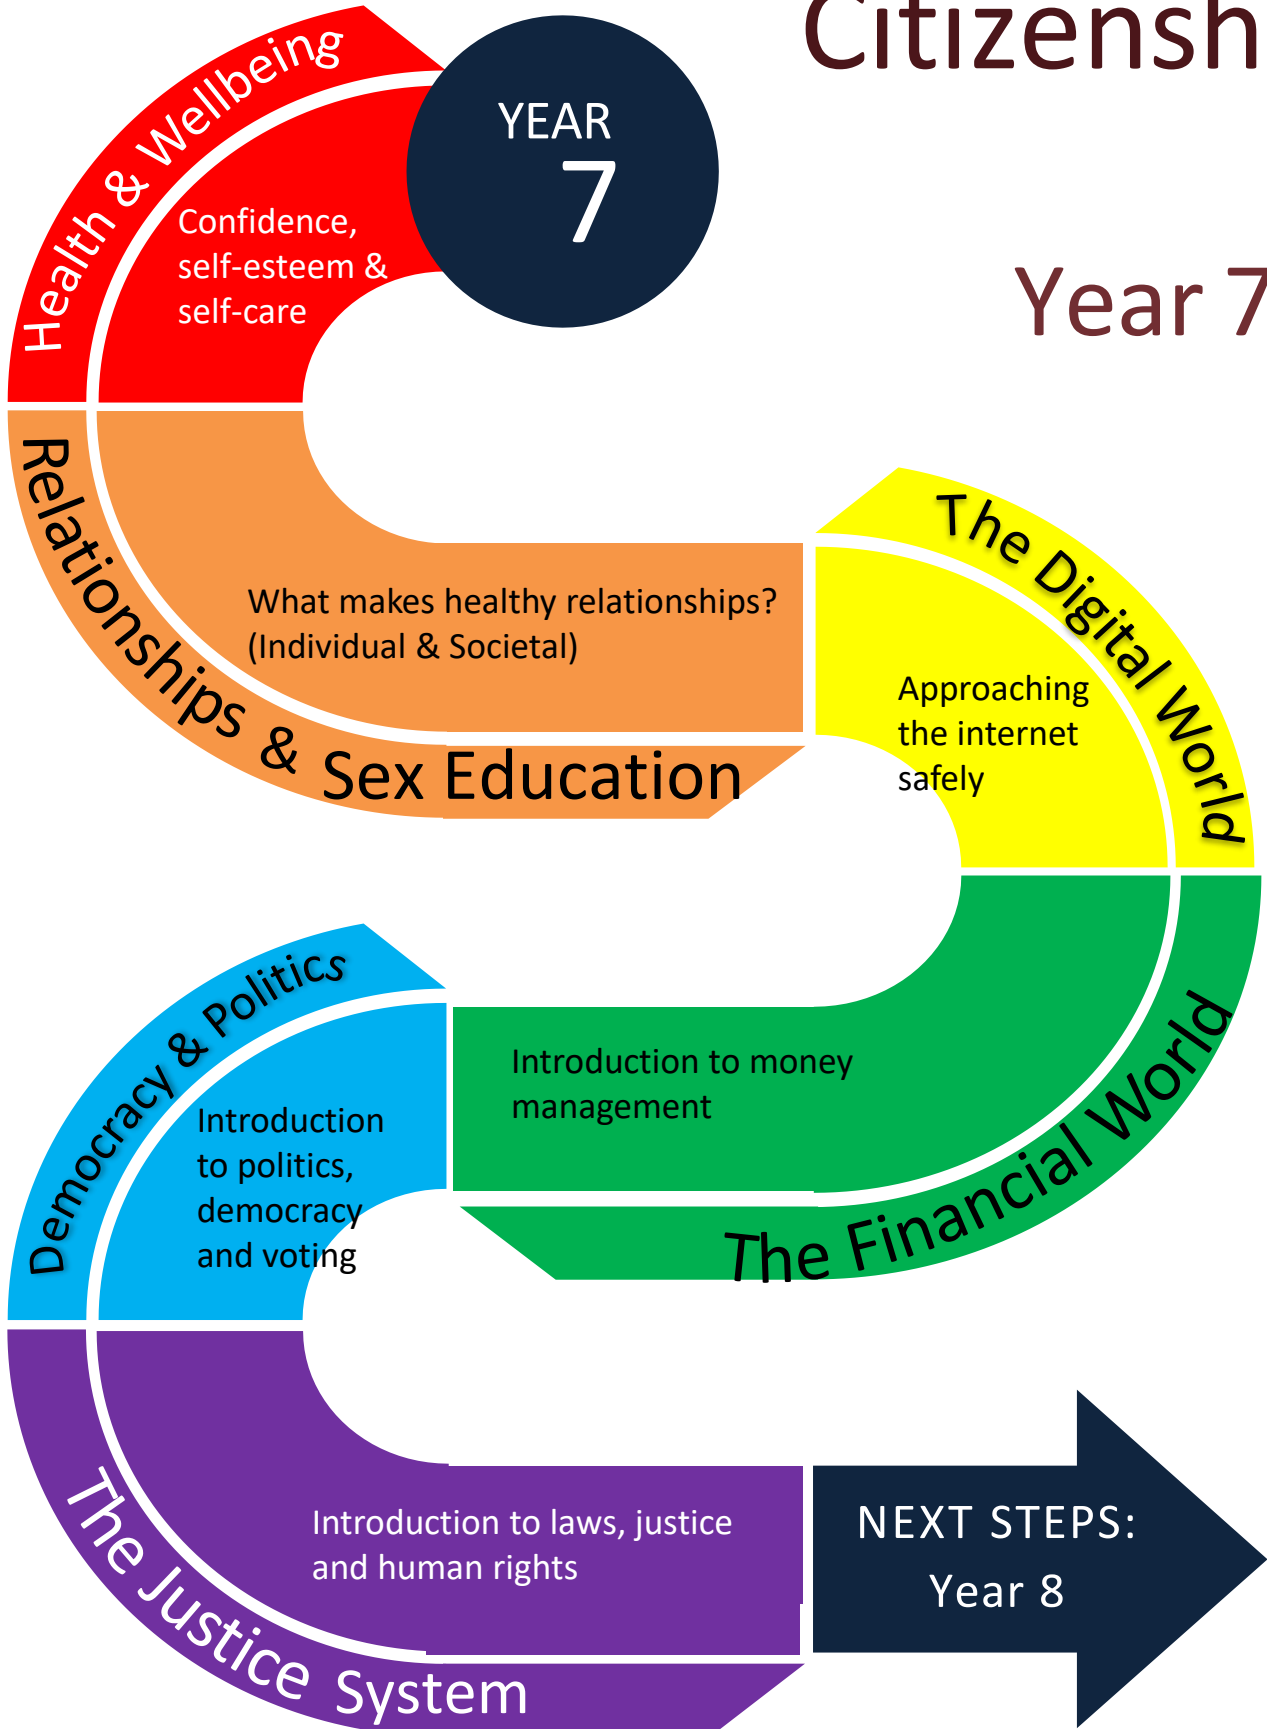 Citizensh
YEAR
7
Year 7
Health & Wellbeing
Confidence,
self-esteem &
self-care
Relationships & Sex Education
What makes healthy relationships?
(Individual & Societal)
The Digital World
Approaching
the internet
safely
The Financial World
Introduction to money
management
Democracy & Politics
Introduction
to politics,
democracy
and voting
The Justice System
Introduction to laws, justice
and human rights
NEXT STEPS:
Year 8